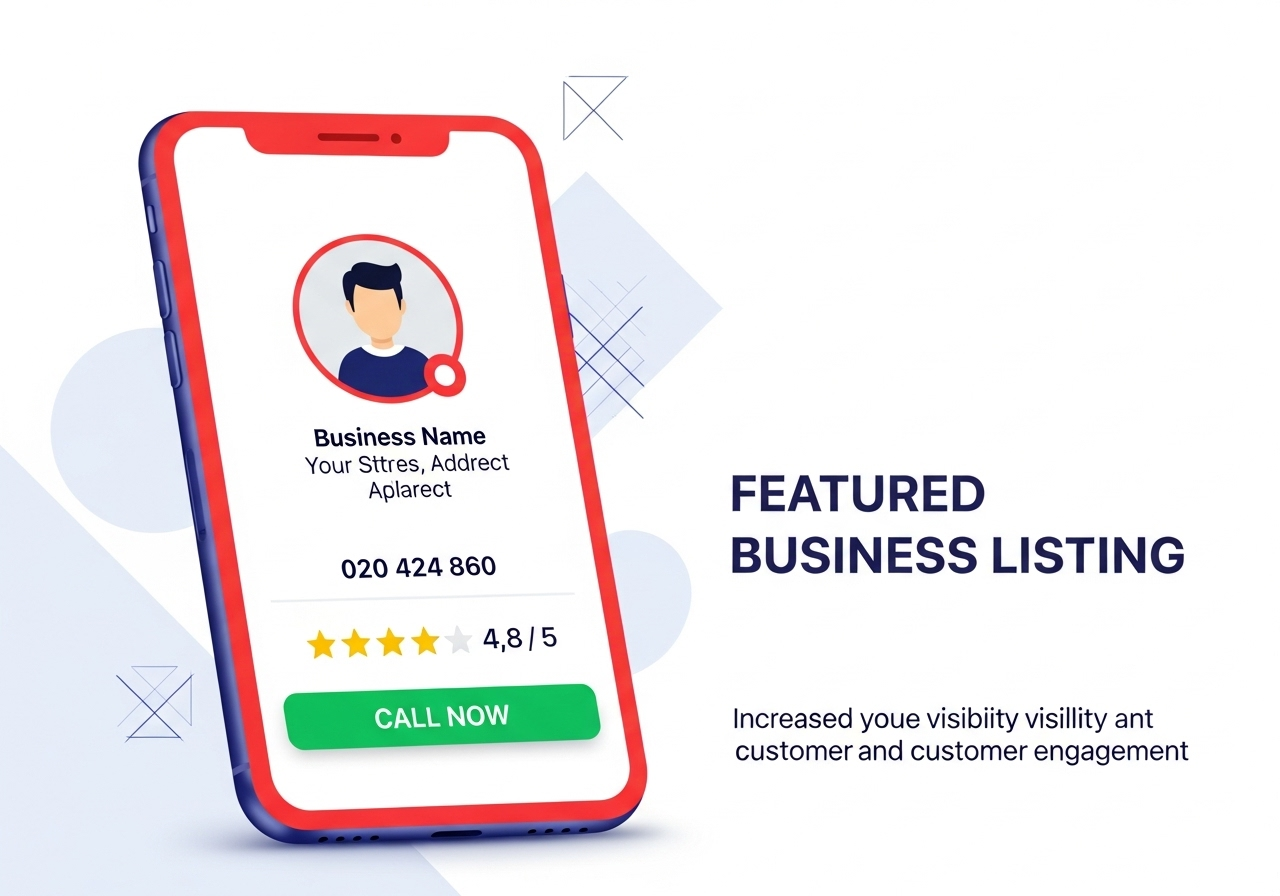 Business Name
Your Sttres, Addrect
Aplarect
020 424 860
4,8 / 5
CALL NOW
FEATURED
BUSINESS LISTING
Increased youe visibiity visillity ant
customer and customer engagement